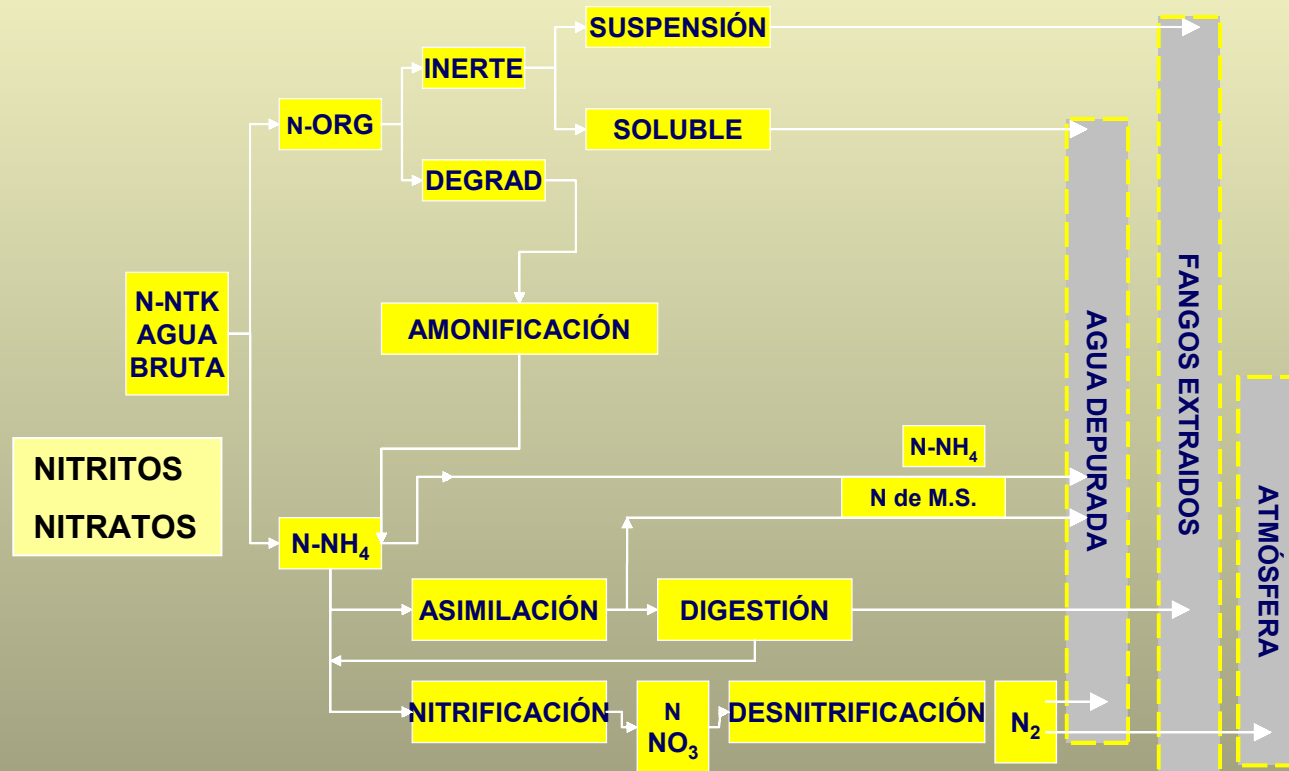 SUSPENSIÓN
INERTE
N-ORG
SOLUBLE
DEGRAD
N-NTK
AGUA
BRUTA
AMONIFICACIÓN
NITRITOS
NITRATOS
N-NH₄
N-NH₄
N de M.S.
ASIMILACIÓN
DIGESTIÓN
NITRIFICACIÓN
N
NO₃
DESNITRIFICACIÓN
N₂
AGUA DEPURADA
FANGOS EXTRAIDOS
ATMÓSFERA